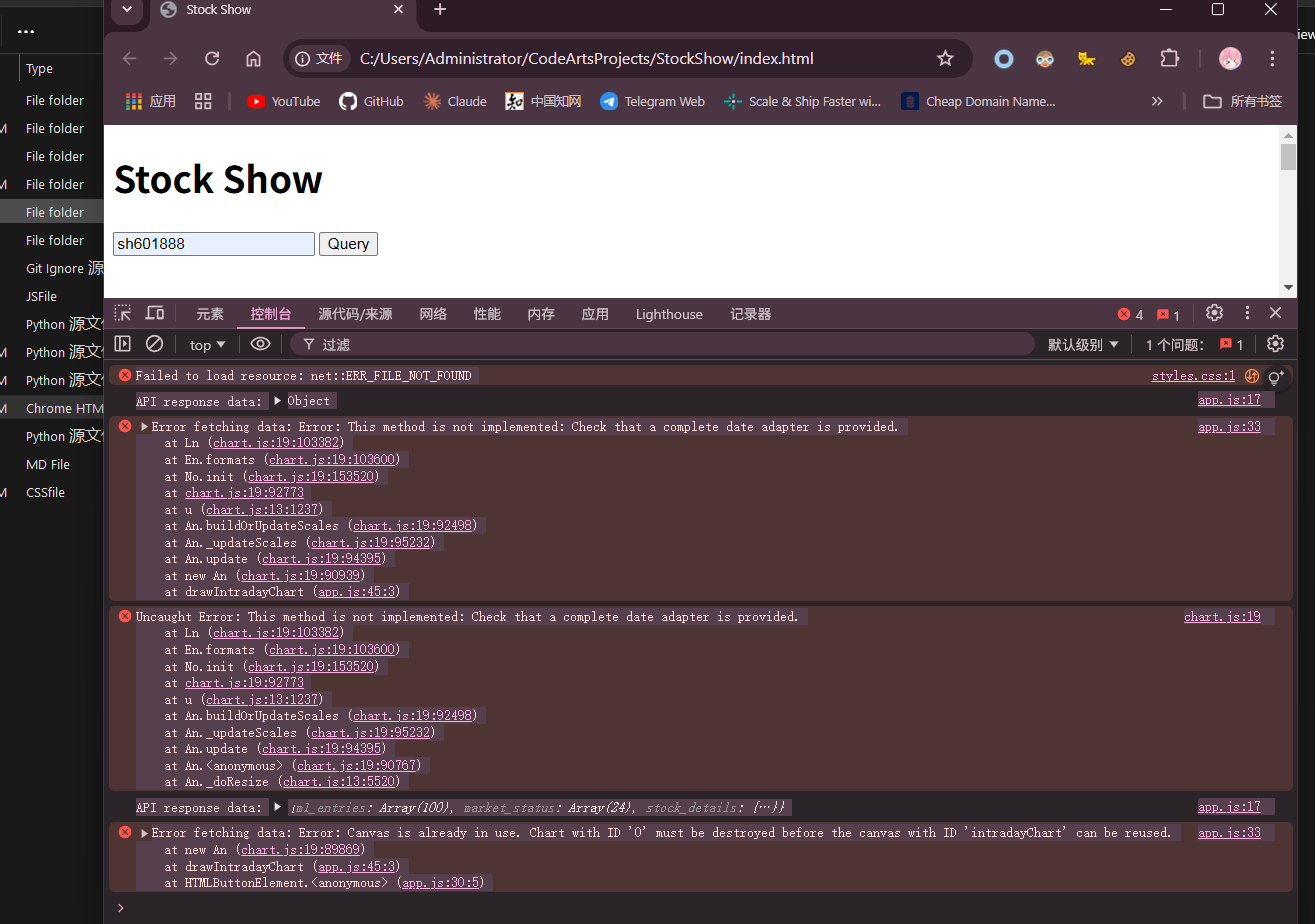 Stock Show
iew
Type
File folder
File folder
File folder
File folder
File folder
File folder
Git Ignore 源
JSFile
Python 源文
Python 源文
Python 源文
Chrome HTM
Python 源文
MD File
CSSfile
M
M
M
M
M
M
文件
C:/Users/Administrator/CodeArtsProjects/StockShow/index.html
应用
YouTube
GitHub
Claude
中国知网
Telegram Web
Scale & Ship Faster wi...
Cheap Domain Name...
所有书签
Stock Show
sh601888 Query
元素 控制台 源代码/来源 网络 性能 内存 应用 Lighthouse 记录器 4 1
top 过滤 默认级别 1 个问题: 1
Failed to load resource: net::ERR_FILE_NOT_FOUND styles.css:1
API response data: Object app.js:17
Error fetching data: Error: This method is not implemented: Check that a complete date adapter is provided. app.js:33
at Ln (chart.js:19:103382)
at En.formats (chart.js:19:103600)
at No.init (chart.js:19:153520)
at chart.js:19:92773
at u (chart.js:13:1237)
at An.buildOrUpdateScales (chart.js:19:92498)
at An._updateScales (chart.js:19:95232)
at An.update (chart.js:19:94395)
at new An (chart.js:19:90939)
at drawIntradayChart (app.js:45:3)
Uncaught Error: This method is not implemented: Check that a complete date adapter is provided. chart.js:19
at Ln (chart.js:19:103382)
at En.formats (chart.js:19:103600)
at No.init (chart.js:19:153520)
at chart.js:19:92773
at u (chart.js:13:1237)
at An.buildOrUpdateScales (chart.js:19:92498)
at An._updateScales (chart.js:19:95232)
at An.update (chart.js:19:94395)
at An.<anonymous> (chart.js:19:90767)
at An._doResize (chart.js:13:5520)
API response data: {ml_entries: Array(100), market_status: Array(24), stock_details: {…}} app.js:17
Error fetching data: Error: Canvas is already in use. Chart with ID '0' must be destroyed before the canvas with ID 'intradayChart' can be reused. app.js:33
at new An (chart.js:19:89869)
at drawIntradayChart (app.js:45:3)
at HTMLButtonElement.<anonymous> (app.js:30:5)